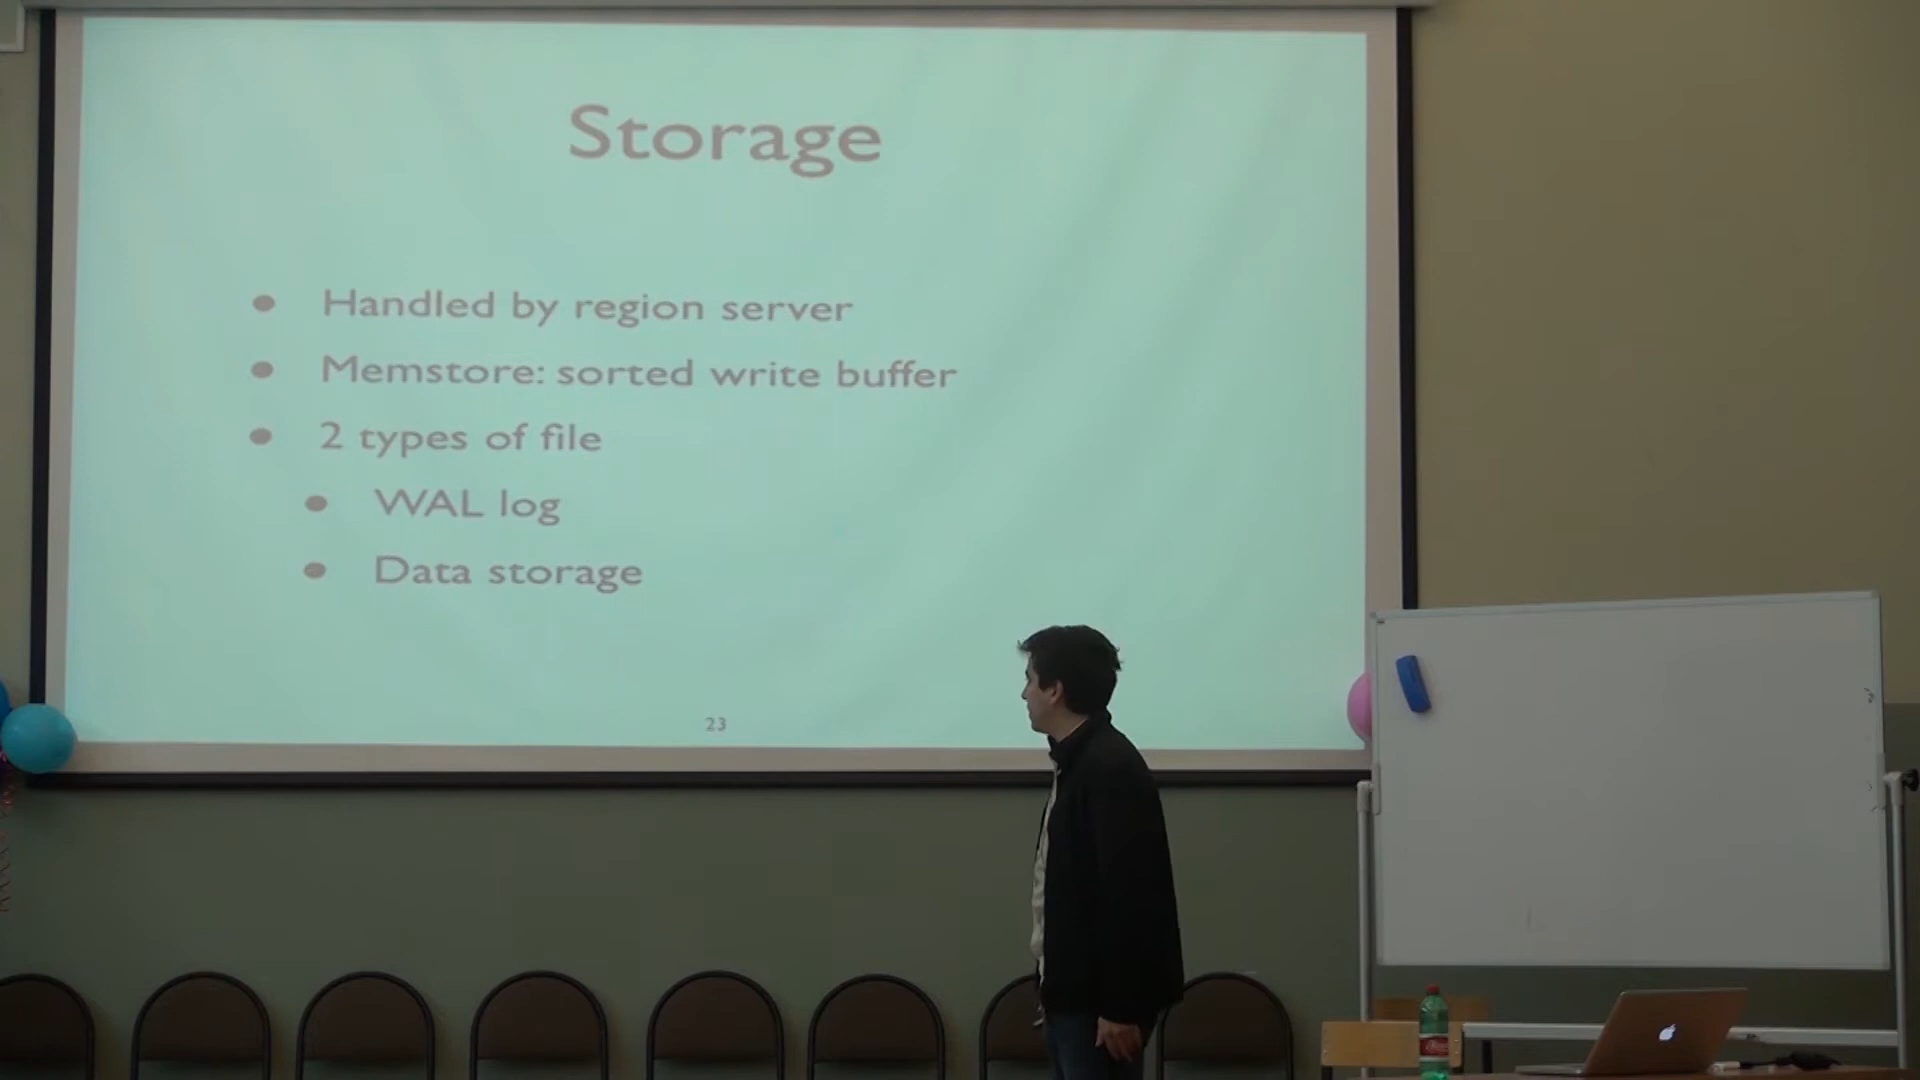 Storage
Handled by region server
Memstore: sorted write buffer
2 types of file
WAL log
Data storage
23